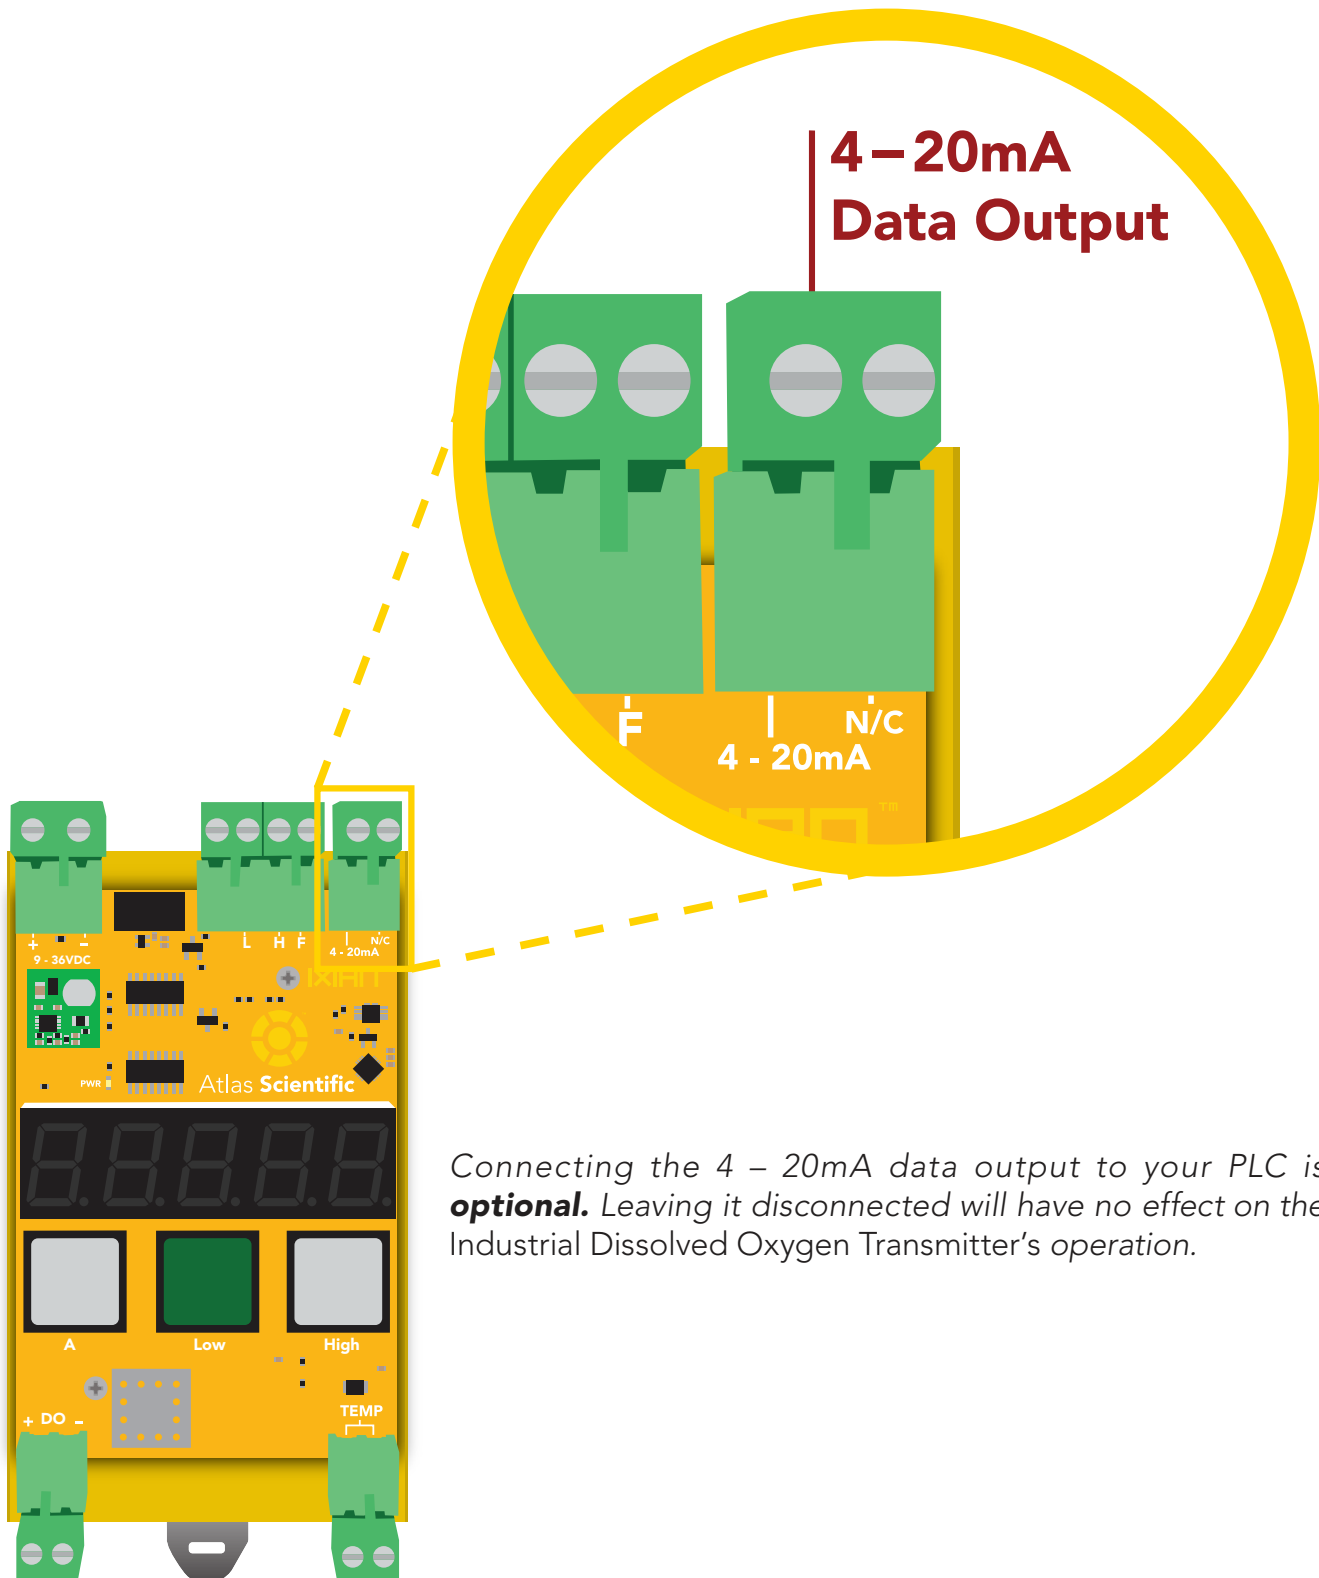 4 – 20mA
Data Output
F
N/C
4 - 20mA
TM
+ -
9 - 36VDC
L H F
N/C
4 - 20mA
IXIAN
PWR
Atlas Scientific
Connecting the 4 – 20mA data output to your PLC is
optional. Leaving it disconnected will have no effect on the
Industrial Dissolved Oxygen Transmitter's operation.
A Low High
+ DO -
TEMP